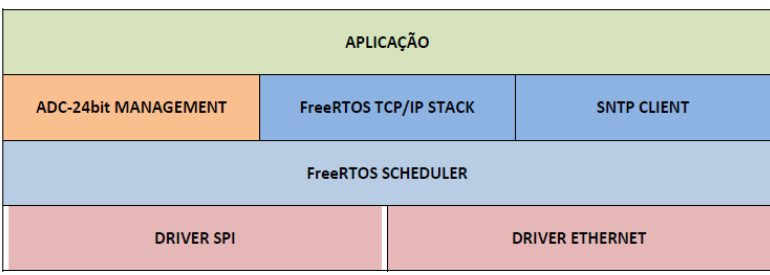 APLICAÇÃO
ADC-24bit MANAGEMENT
FreeRTOS TCP/IP STACK
SNTP CLIENT
FreeRTOS SCHEDULER
DRIVER SPI
DRIVER ETHERNET